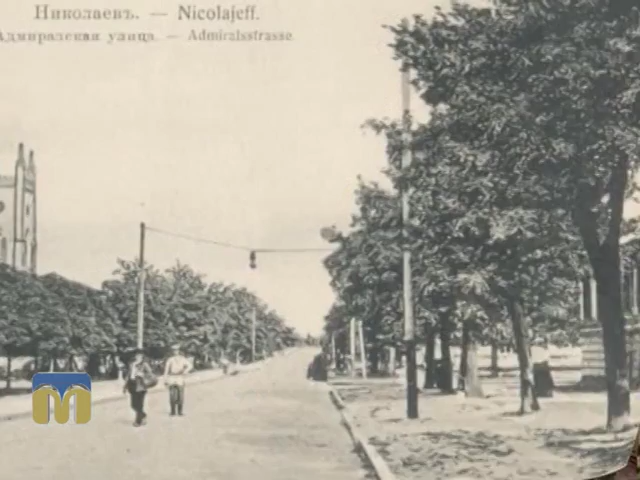 Николаевъ. — Nicolajeff.
Адмиралская улица. — Admiralsstrasse.
М